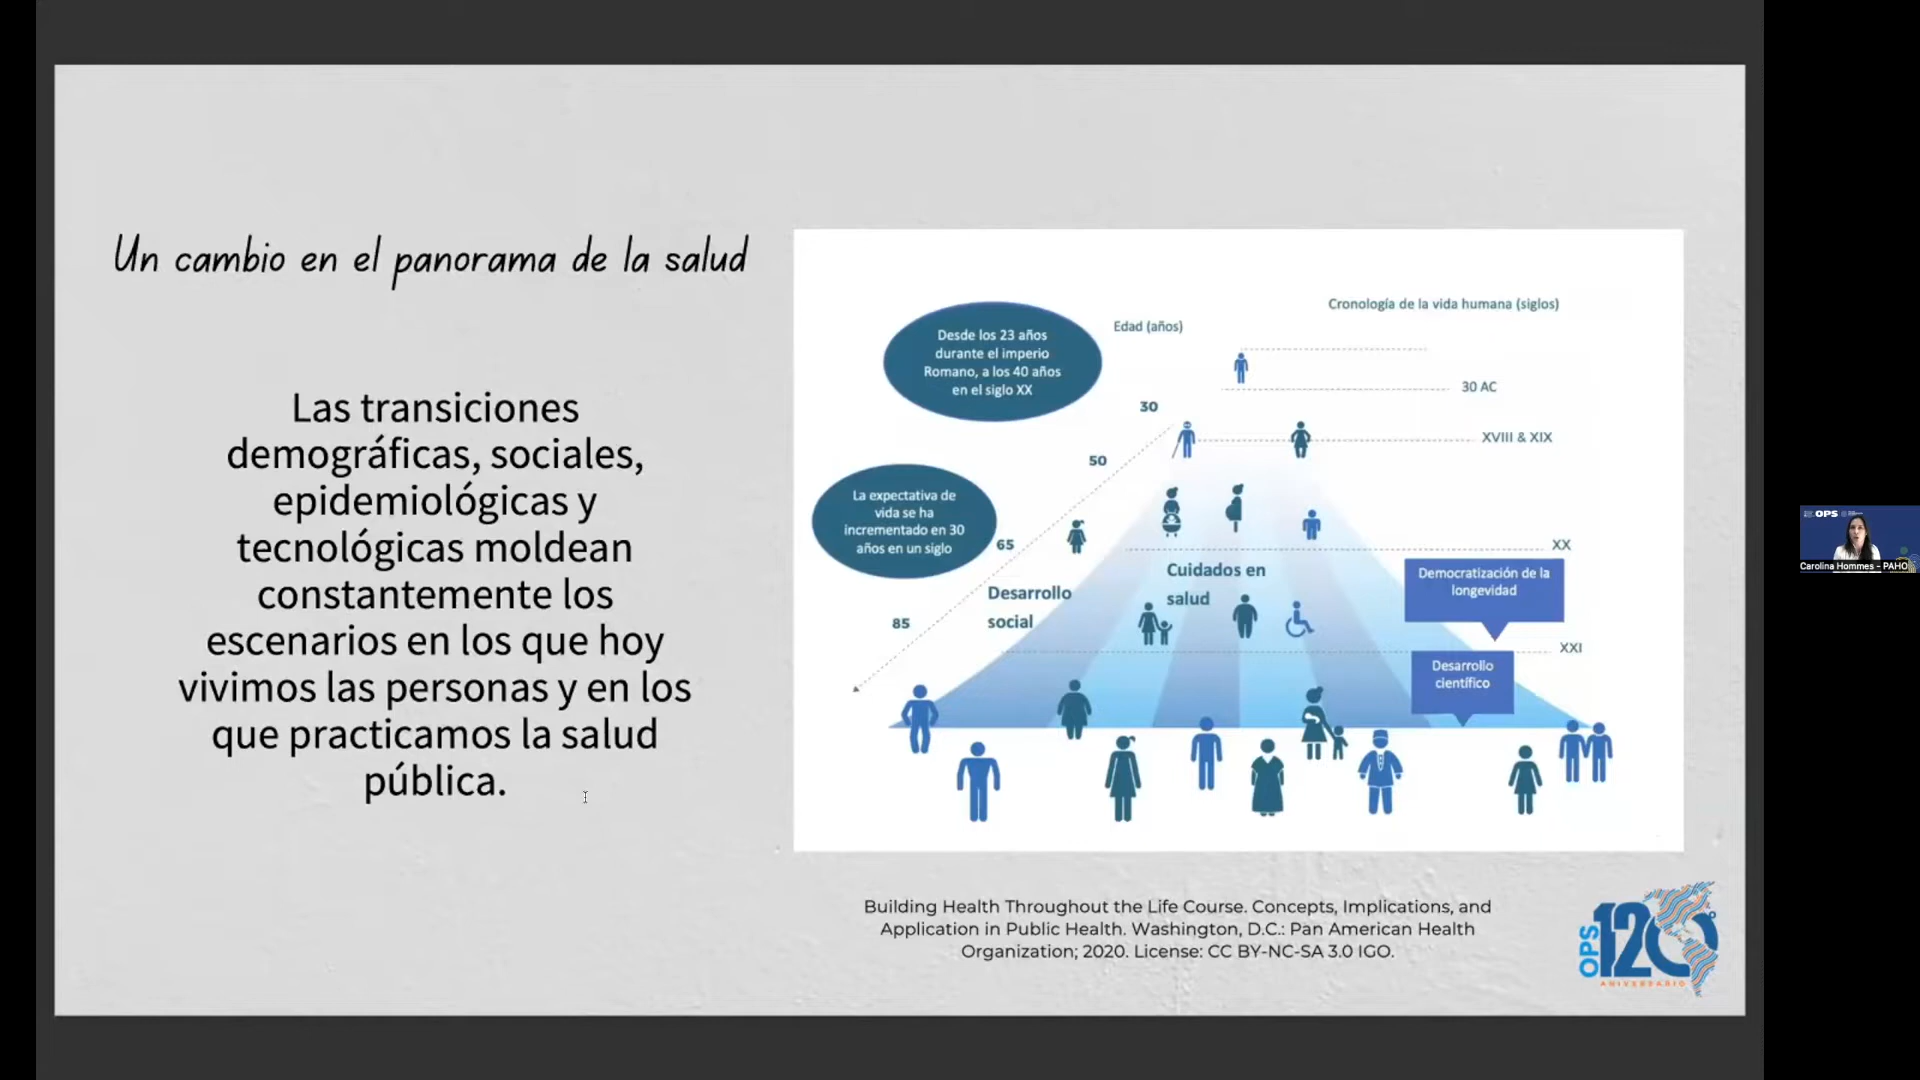 Un cambio en el panorama de la salud
Las transiciones
demográficas, sociales,
epidemiológicas y
tecnológicas moldean
constantemente los
escenarios en los que hoy
vivimos las personas y en los
que practicamos la salud
pública.
Cronología de la vida humana (siglos)
Edad (años)
Desde los 23 años
durante el imperio
Romano, a los 40 años
en el siglo XX
30 AC
30
XVIII & XIX
50
La expectativa de
vida se ha
incrementado en 30
años en un siglo
65
XX
Cuidados en
salud
Democratización de la
longevidad
Desarrollo
social
85
XXI
Desarrollo
científico
Building Health Throughout the Life Course. Concepts, Implications, and
Application in Public Health. Washington, D.C.: Pan American Health
Organization; 2020. License: CC BY-NC-SA 3.0 IGO.
OPS
120
ANIVERSARIO
OPS
Carolina Hommes - PAHO